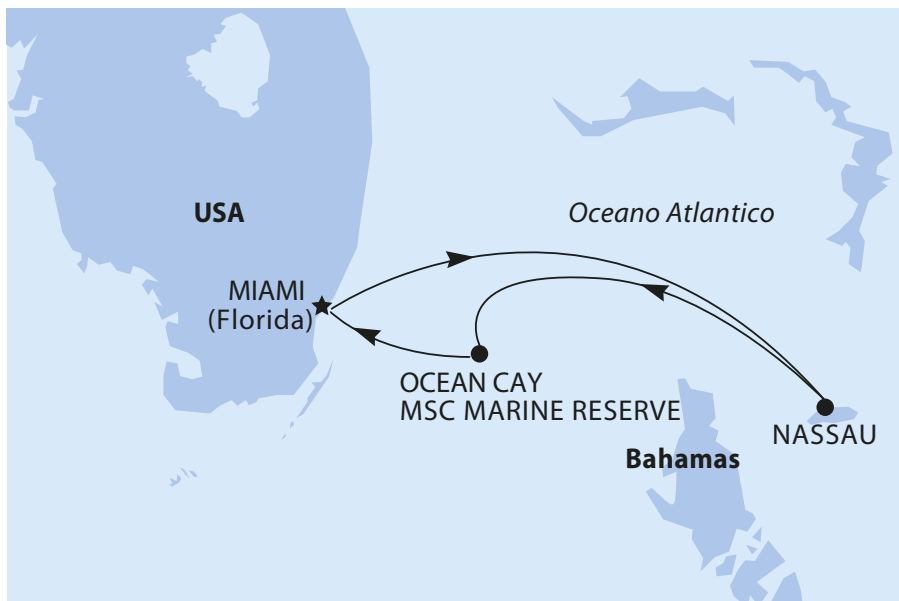 USA
Oceano Atlantico
MIAMI
(Florida)
OCEAN CAY
MSC MARINE RESERVE
NASSAU
Bahamas